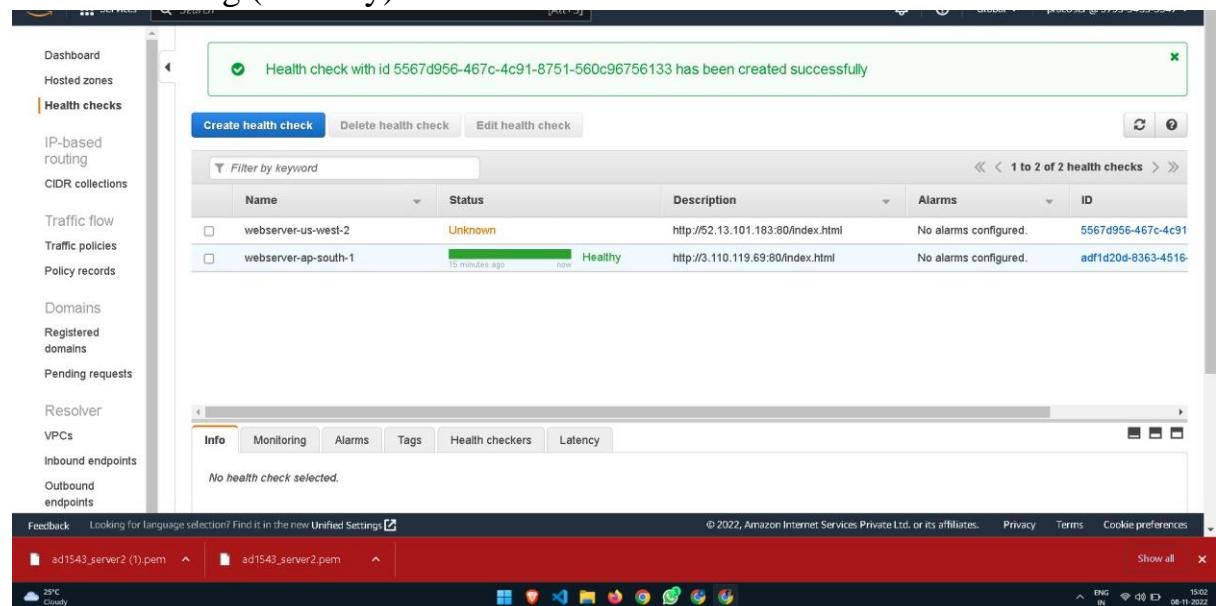 Services
Search
[Alt+S]
Global
Dashboard
Hosted zones
Health checks
IP-based
routing
CIDR collections
Traffic flow
Traffic policies
Policy records
Domains
Registered
domains
Pending requests
Resolver
VPCs
Inbound endpoints
Outbound
endpoints
Health check with id 5567d956-467c-4c91-8751-560c96756133 has been created successfully
Create health check Delete health check Edit health check
Filter by keyword
1 to 2 of 2 health checks
Name Status Description Alarms ID
webserver-us-west-2 Unknown http://52.13.101.183:80/index.html No alarms configured. 5567d956-467c-4c91
webserver-ap-south-1 15 minutes ago now Healthy http://3.110.119.69:80/index.html No alarms configured. adf1d20d-8363-4516-
Info Monitoring Alarms Tags Health checkers Latency
No health check selected.
Feedback Looking for language selection? Find it in the new Unified Settings © 2022, Amazon Internet Services Private Ltd. or its affiliates. Privacy Terms Cookie preferences
ad1543_server2 (1).pem ad1543_server2.pem Show all
25°C
Cloudy
ENG
IN
15:02
08-11-2022